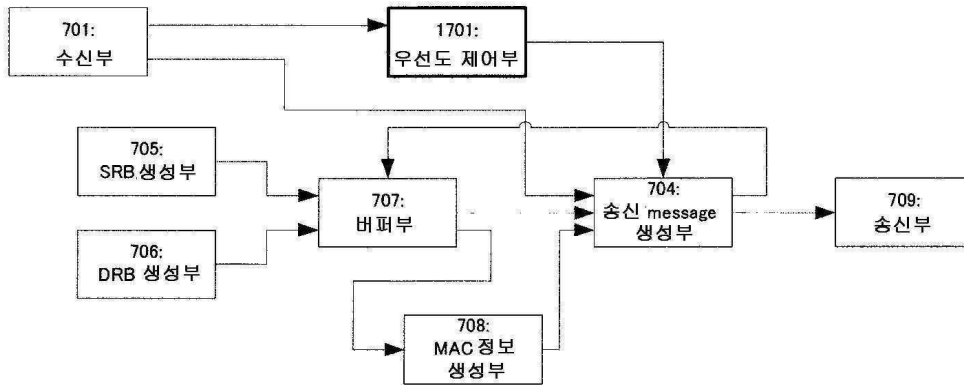 701:
수신부
1701:
우선도 제어부
705:
SRB 생성부
706:
DRB 생성부
707:
버퍼부
704:
송신 message
생성부
709:
송신부
708:
MAC 정보
생성부